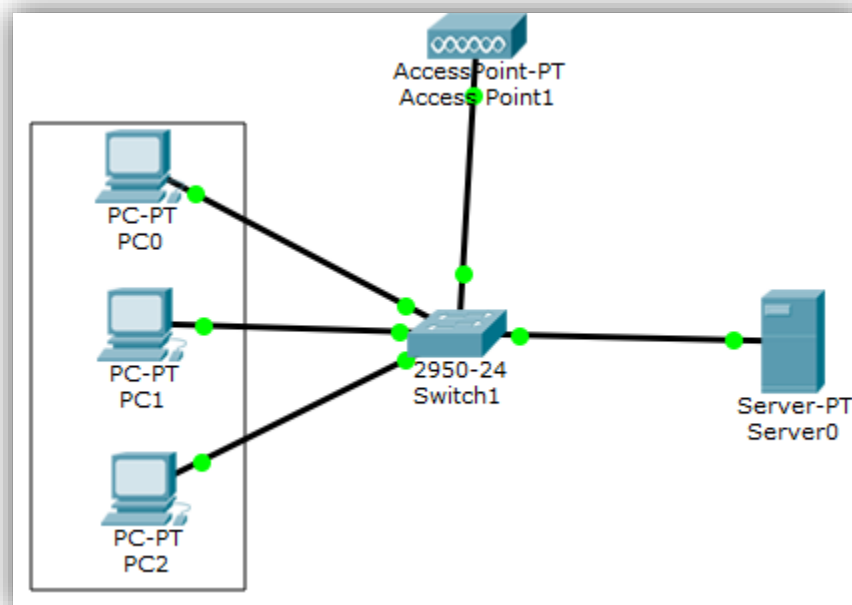 AccessPoint-PT
Access Point1
PC-PT
PC0
PC-PT
PC1
2950-24
Switch1
Server-PT
Server0
PC-PT
PC2